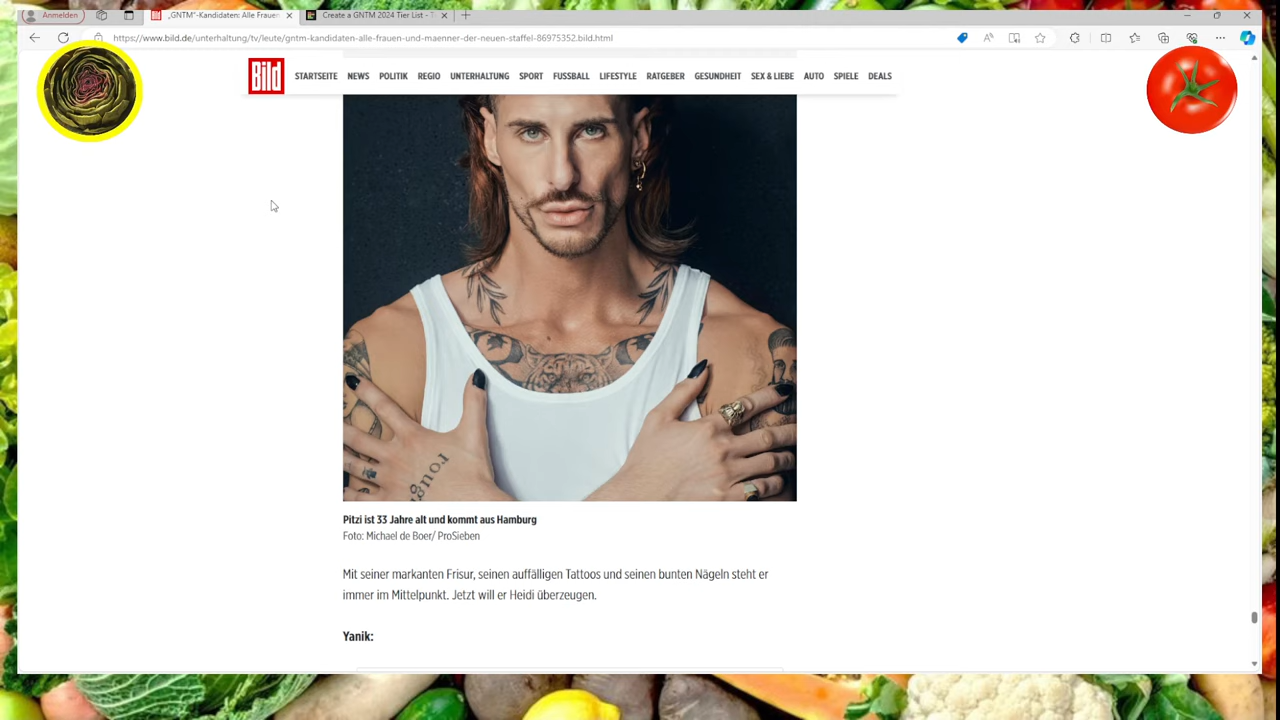 Anmelden
„GNTM"-Kandidaten: Alle Frauen
Create a GNTM 2024 Tier List - T
https://www.bild.de/unterhaltung/tv/leute/gntm-kandidaten-alle-frauen-und-maenner-der-neuen-staffel-86975352.bild.html
Bild STARTSEITE NEWS POLITIK REGIO UNTERHALTUNG SPORT FUSSBALL LIFESTYLE RATGEBER GESUNDHEIT SEX & LIEBE AUTO SPIELE DEALS
rough
Pitzi ist 33 Jahre alt und kommt aus Hamburg
Foto: Michael de Boer/ ProSieben
Mit seiner markanten Frisur, seinen auffälligen Tattoos und seinen bunten Nägeln steht er
immer im Mittelpunkt. Jetzt will er Heidi überzeugen.
Yanik: